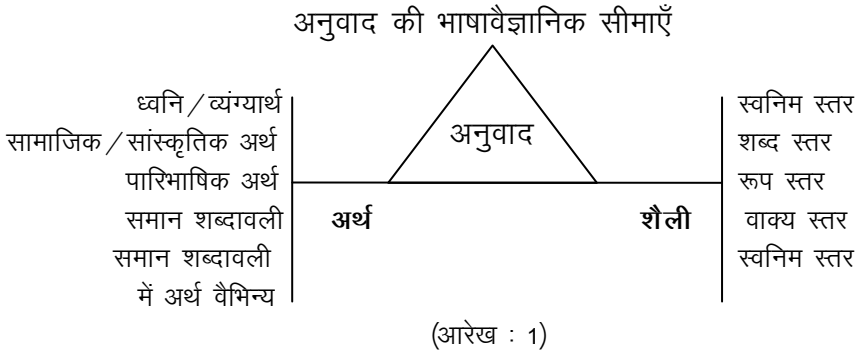 अनुवाद की भाषावैज्ञानिक सीमाएँ
ध्वनि / व्यंग्यार्थ
सामाजिक / सांस्कृतिक अर्थ
पारिभाषिक अर्थ
समान शब्दावली
समान शब्दावली
में अर्थ वैभिन्य
अनुवाद
अर्थ
शैली
स्वनिम स्तर
शब्द स्तर
रूप स्तर
वाक्य स्तर
स्वनिम स्तर
(आरेख : 1)